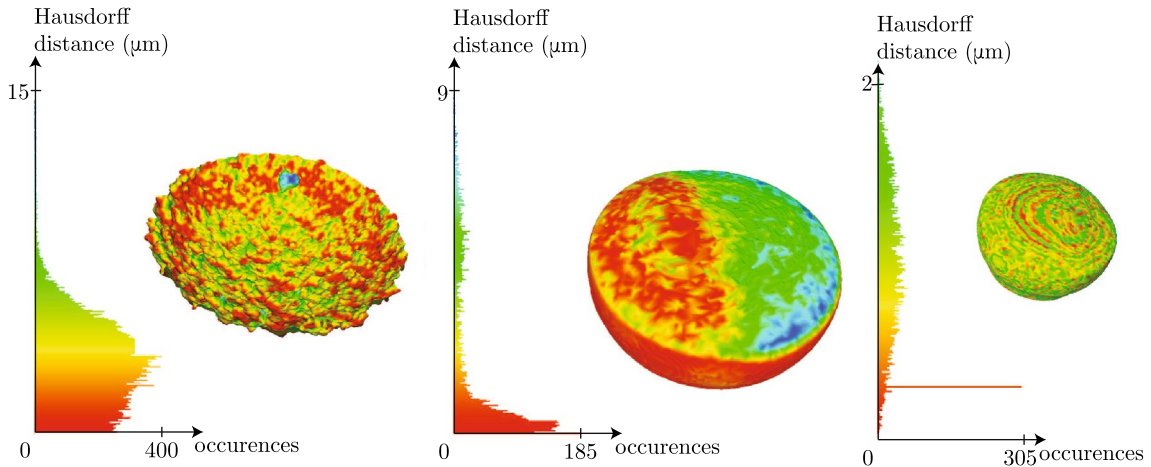 Hausdorff
distance (µm)
15
0
400
occurences
Hausdorff
distance (µm)
9
0
185
occurences
Hausdorff
distance (µm)
2
0
305
occurences